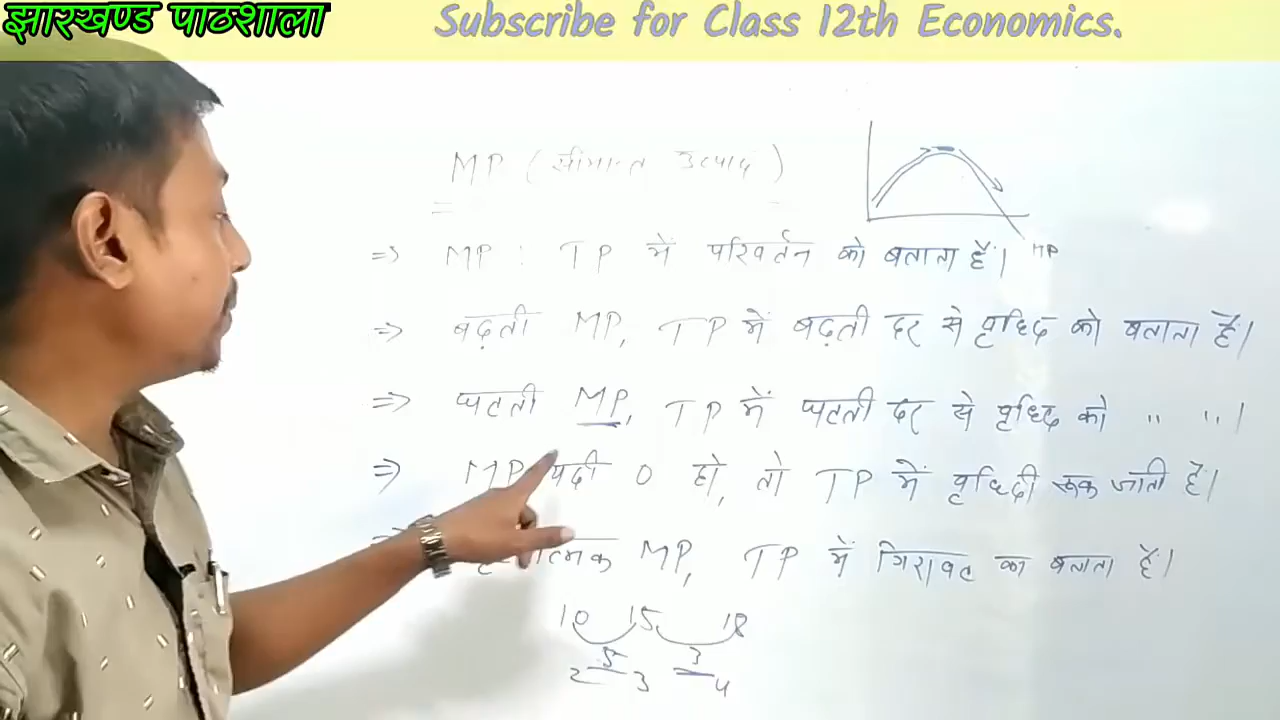 झारखण्ड पाठशाला
Subscribe for Class 12th Economics.
MP (सीमान्त उत्पाद)
⇒ MP : TP में परिवर्तन को बताता हैं।
MP
⇒ बढ़ती MP, TP में बढ़ती दर से वृध्दि को बताता हैं।
⇒ घटती MP, TP में घटती दर से वृध्दि को " "।
⇒ MP यदी 0 हो, तो TP में वृध्दी रूक जाती हैं।
MP, TP में गिरावट का बताता हैं।
10 15 18
5 3
2 3 4